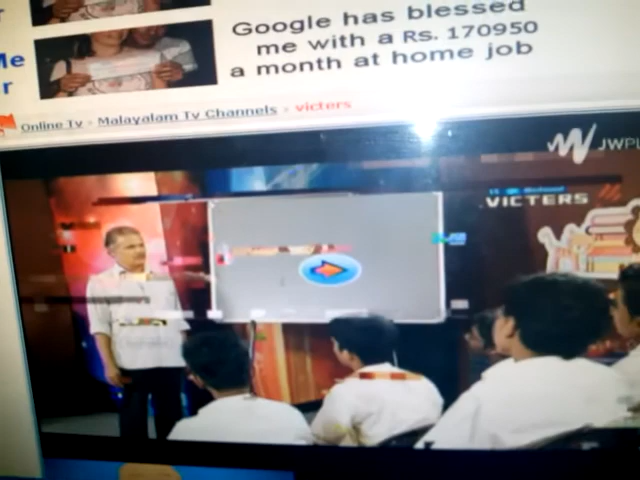 r
Google has blessed
Me
me with a Rs. 170950
r
a month at home job
Online Tv » Malayalam Tv Channels » victers
JWPL
VICTERS